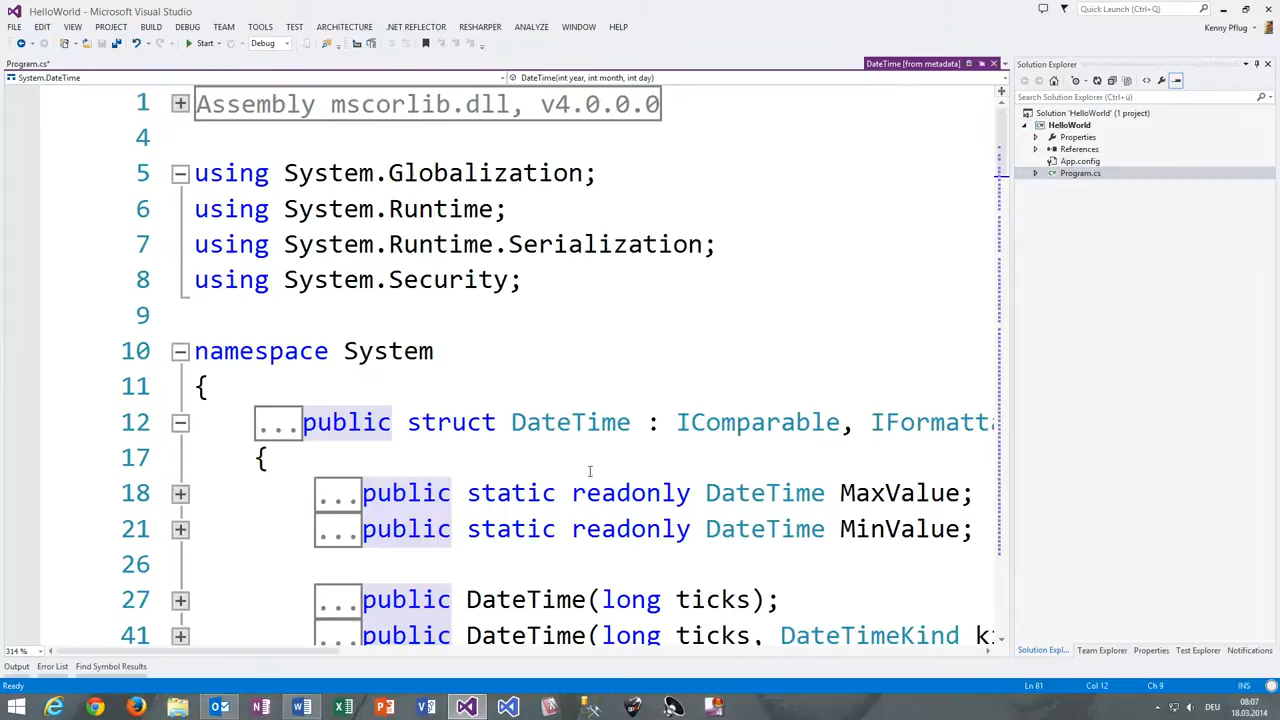 HelloWorld - Microsoft Visual Studio
Quick Launch (Ctrl+Q)
FILE EDIT VIEW PROJECT BUILD DEBUG TEAM TOOLS TEST ARCHITECTURE .NET REFLECTOR RESHARPER ANALYZE WINDOW HELP
Kenny Pflug
Start Debug
Program.cs*
DateTime [from metadata]
System.DateTime
DateTime(int year, int month, int day)
1 Assembly mscorlib.dll, v4.0.0.0
4
5 using System.Globalization;
6 using System.Runtime;
7 using System.Runtime.Serialization;
8 using System.Security;
9
10 namespace System
11 {
12 ...public struct DateTime : IComparable, IFormatta
17 {
18 ...public static readonly DateTime MaxValue;
21 ...public static readonly DateTime MinValue;
26
27 ...public DateTime(long ticks);
41 ...public DateTime(long ticks, DateTimeKind ki
314 %
Solution Explorer
Search Solution Explorer (Ctrl+ü)
Solution 'HelloWorld' (1 project)
HelloWorld
Properties
References
App.config
Program.cs
Solution Expl... Team Explorer Properties Test Explorer Notifications
Output Error List Find Symbol Results
Ready
Ln 81 Col 12 Ch 9 INS
DEU
08:07
18.03.2014